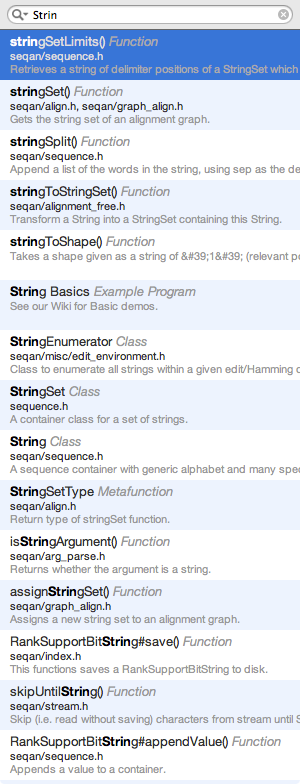 Strin
stringSetLimits() Function
seqan/sequence.h
Retrieves a string of delimiter positions of a StringSet which
stringSet() Function
seqan/align.h, seqan/graph_align.h
Gets the string set of an alignment graph.
stringSplit() Function
seqan/sequence.h
Append a list of the words in the string, using sep as the de
stringToStringSet() Function
seqan/alignment_free.h
Transform a String into a StringSet containing this String.
stringToShape() Function
Takes a shape given as a string of &#39;1&#39; (relevant po
String Basics Example Program
See our Wiki for Basic demos.
StringEnumerator Class
seqan/misc/edit_environment.h
Class to enumerate all strings within a given edit/Hamming d
StringSet Class
sequence.h
A container class for a set of strings.
String Class
seqan/sequence.h
A sequence container with generic alphabet and many spec
StringSetType Metafunction
seqan/align.h
Return type of stringSet function.
isStringArgument() Function
seqan/arg_parse.h
Returns whether the argument is a string.
assignStringSet() Function
seqan/graph_align.h
Assigns a new string set to an alignment graph.
RankSupportBitString#save() Function
seqan/index.h
This functions saves a RankSupportBitString to disk.
skipUntilString() Function
seqan/stream.h
Skip (i.e. read without saving) characters from stream until S
RankSupportBitString#appendValue() Function
seqan/sequence.h
Appends a value to a container.